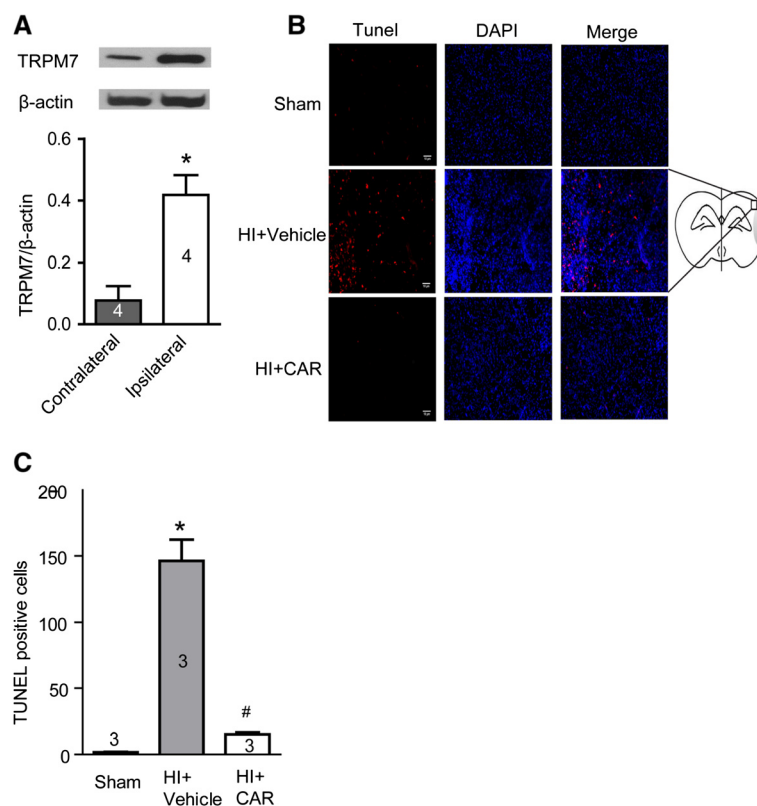 A
TRPM7
β-actin
0.6
0.4
0.2
0.0
TRPM7/β-actin
*
4
4
Contralateral
Ipsilateral
B
Tunel
DAPI
Merge
Sham
HI+Vehicle
HI+CAR
C
200
150
100
50
0
TUNEL positive cells
3
*
3
#
3
Sham
HI+
Vehicle
HI+
CAR